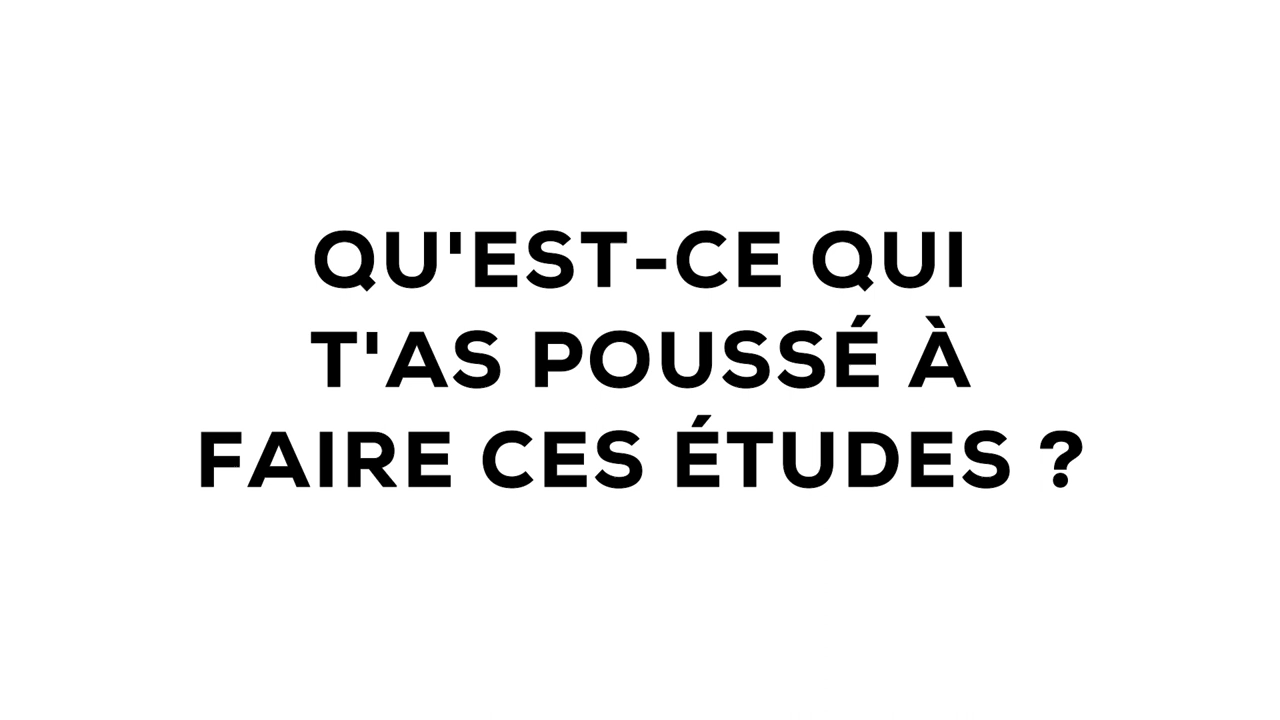 QU'EST-CE QUI
T'AS POUSSÉ À
FAIRE CES ÉTUDES ?